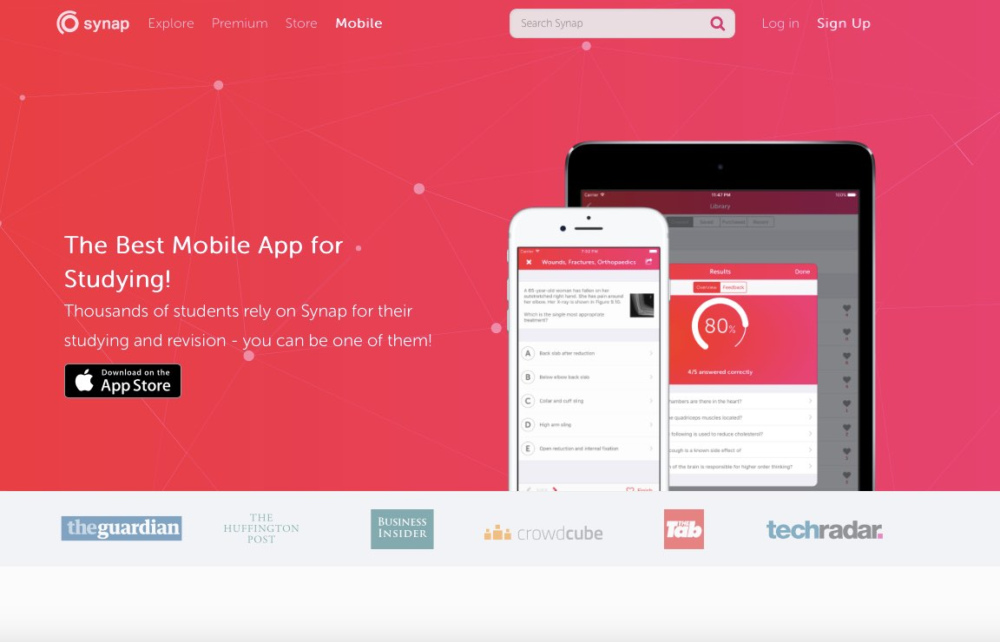 synap Explore Premium Store Mobile Search Synap Log in Sign Up
The Best Mobile App for
Studying!
Thousands of students rely on Synap for their
studying and revision - you can be one of them!
Download on the
App Store
Carrier 11:47 PM 100%
Library
Saved Purchased Recent
Results Done
Overview Feedback
80%
4/5 answered correctly
hambers are there in the heart?
e quadriceps muscles located?
following is used to reduce cholesterol?
cough is a known side effect of
n of the brain is responsible for higher order thinking?
Carrier 7:52 PM
Wounds, Fractures, Orthopaedics
A 65-year-old woman has fallen on her
outstretched right hand. She has pain around
her elbow. Her X-ray is shown in Figure 9.10.
Which is the single most appropriate
treatment?
A Back slab after reduction
B Below elbow back slab
C Collar and cuff sling
D High arm sling
E Open reduction and internal fixation
Finish
theguardian
THE
HUFFINGTON
POST
BUSINESS
INSIDER
crowdcube
THE
Tab
techradar.